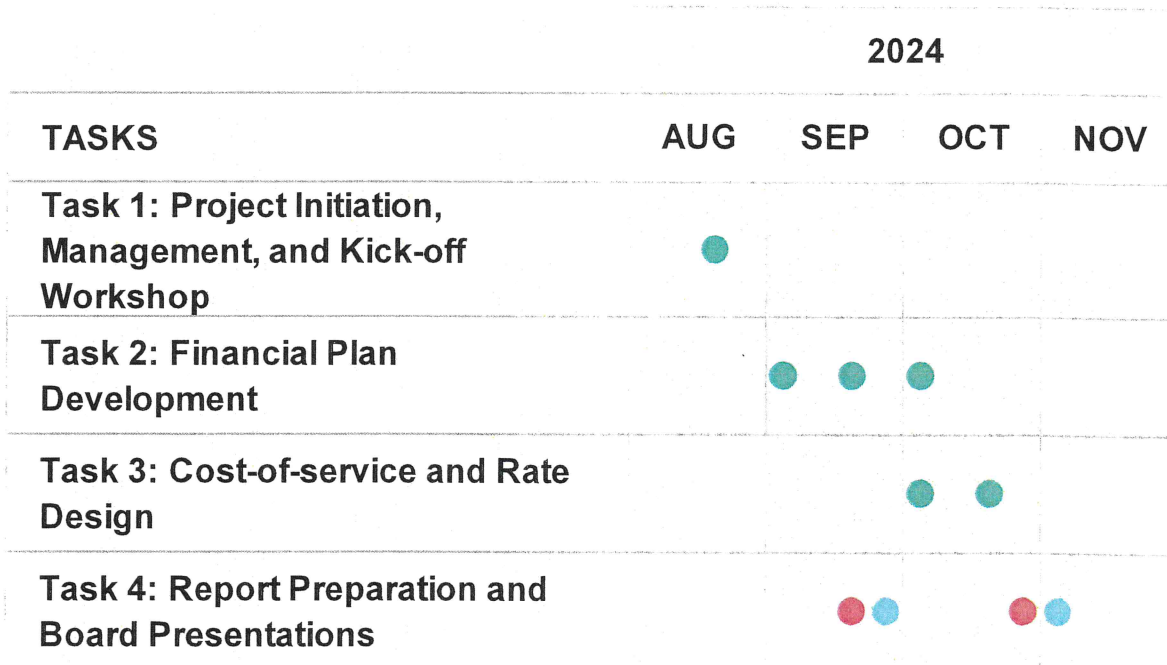 2024
TASKS AUG SEP OCT NOV
Task 1: Project Initiation,
Management, and Kick-off
Workshop
Task 2: Financial Plan
Development
Task 3: Cost-of-service and Rate
Design
Task 4: Report Preparation and
Board Presentations